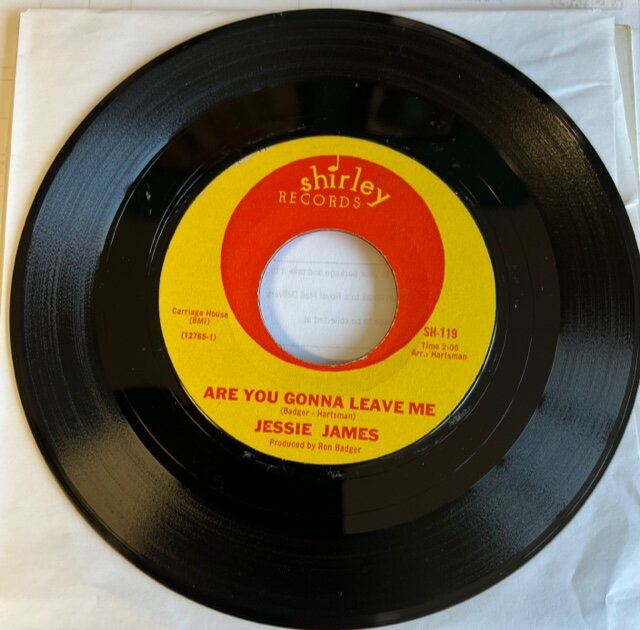 shirley
RECORDS
Carriage House
(BMI)
(12765-1)
SH-119
Time 2:06
Arr.: Hartsman
ARE YOU GONNA LEAVE ME
(Badger - Hartsman)
JESSIE JAMES
Produced by Ron Badger